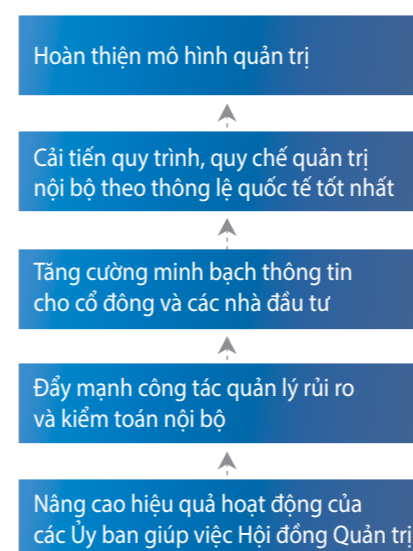 Hoàn thiện mô hình quản trị
Cải tiến quy trình, quy chế quản trị
nội bộ theo thông lệ quốc tế tốt nhất
Tăng cường minh bạch thông tin
cho cổ đông và các nhà đầu tư
Đẩy mạnh công tác quản lý rủi ro
và kiểm toán nội bộ
Nâng cao hiệu quả hoạt động của
các Ủy ban giúp việc Hội đồng Quản trị